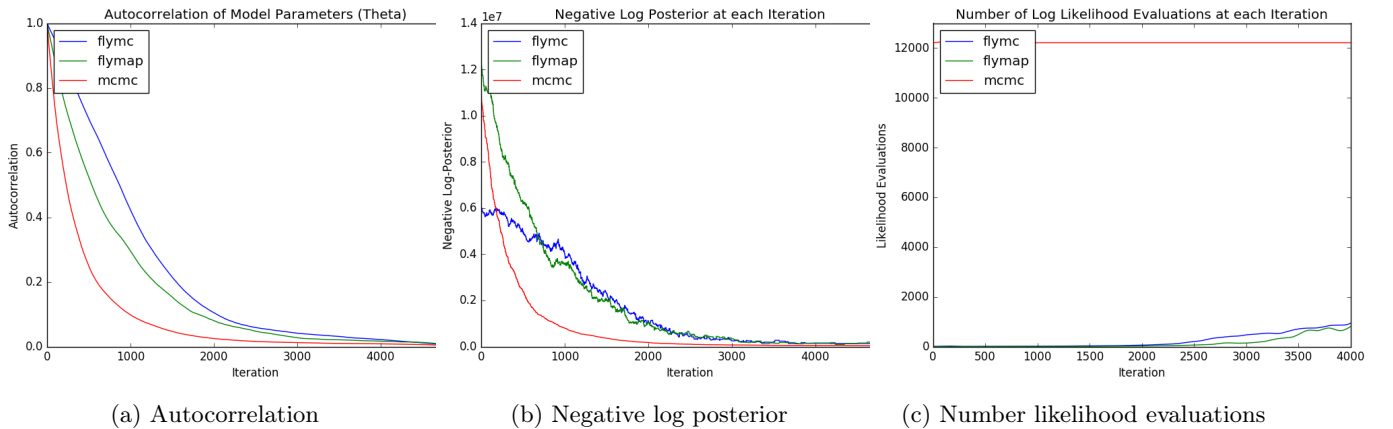 Autocorrelation of Model Parameters (Theta)
flymc
flymap
mcmc
1.0
0.8
0.6
0.4
0.2
0.0
Autocorrelation
0
1000
2000
3000
4000
Iteration
(a) Autocorrelation
Negative Log Posterior at each Iteration
1e7
flymc
flymap
mcmc
1.4
1.2
1.0
0.8
0.6
0.4
0.2
0.0
Negative Log-Posterior
0
1000
2000
3000
4000
Iteration
(b) Negative log posterior
Number of Log Likelihood Evaluations at each Iteration
flymc
flymap
mcmc
12000
10000
8000
6000
4000
2000
0
Likelihood Evaluations
0
500
1000
1500
2000
2500
3000
3500
4000
Iteration
(c) Number likelihood evaluations